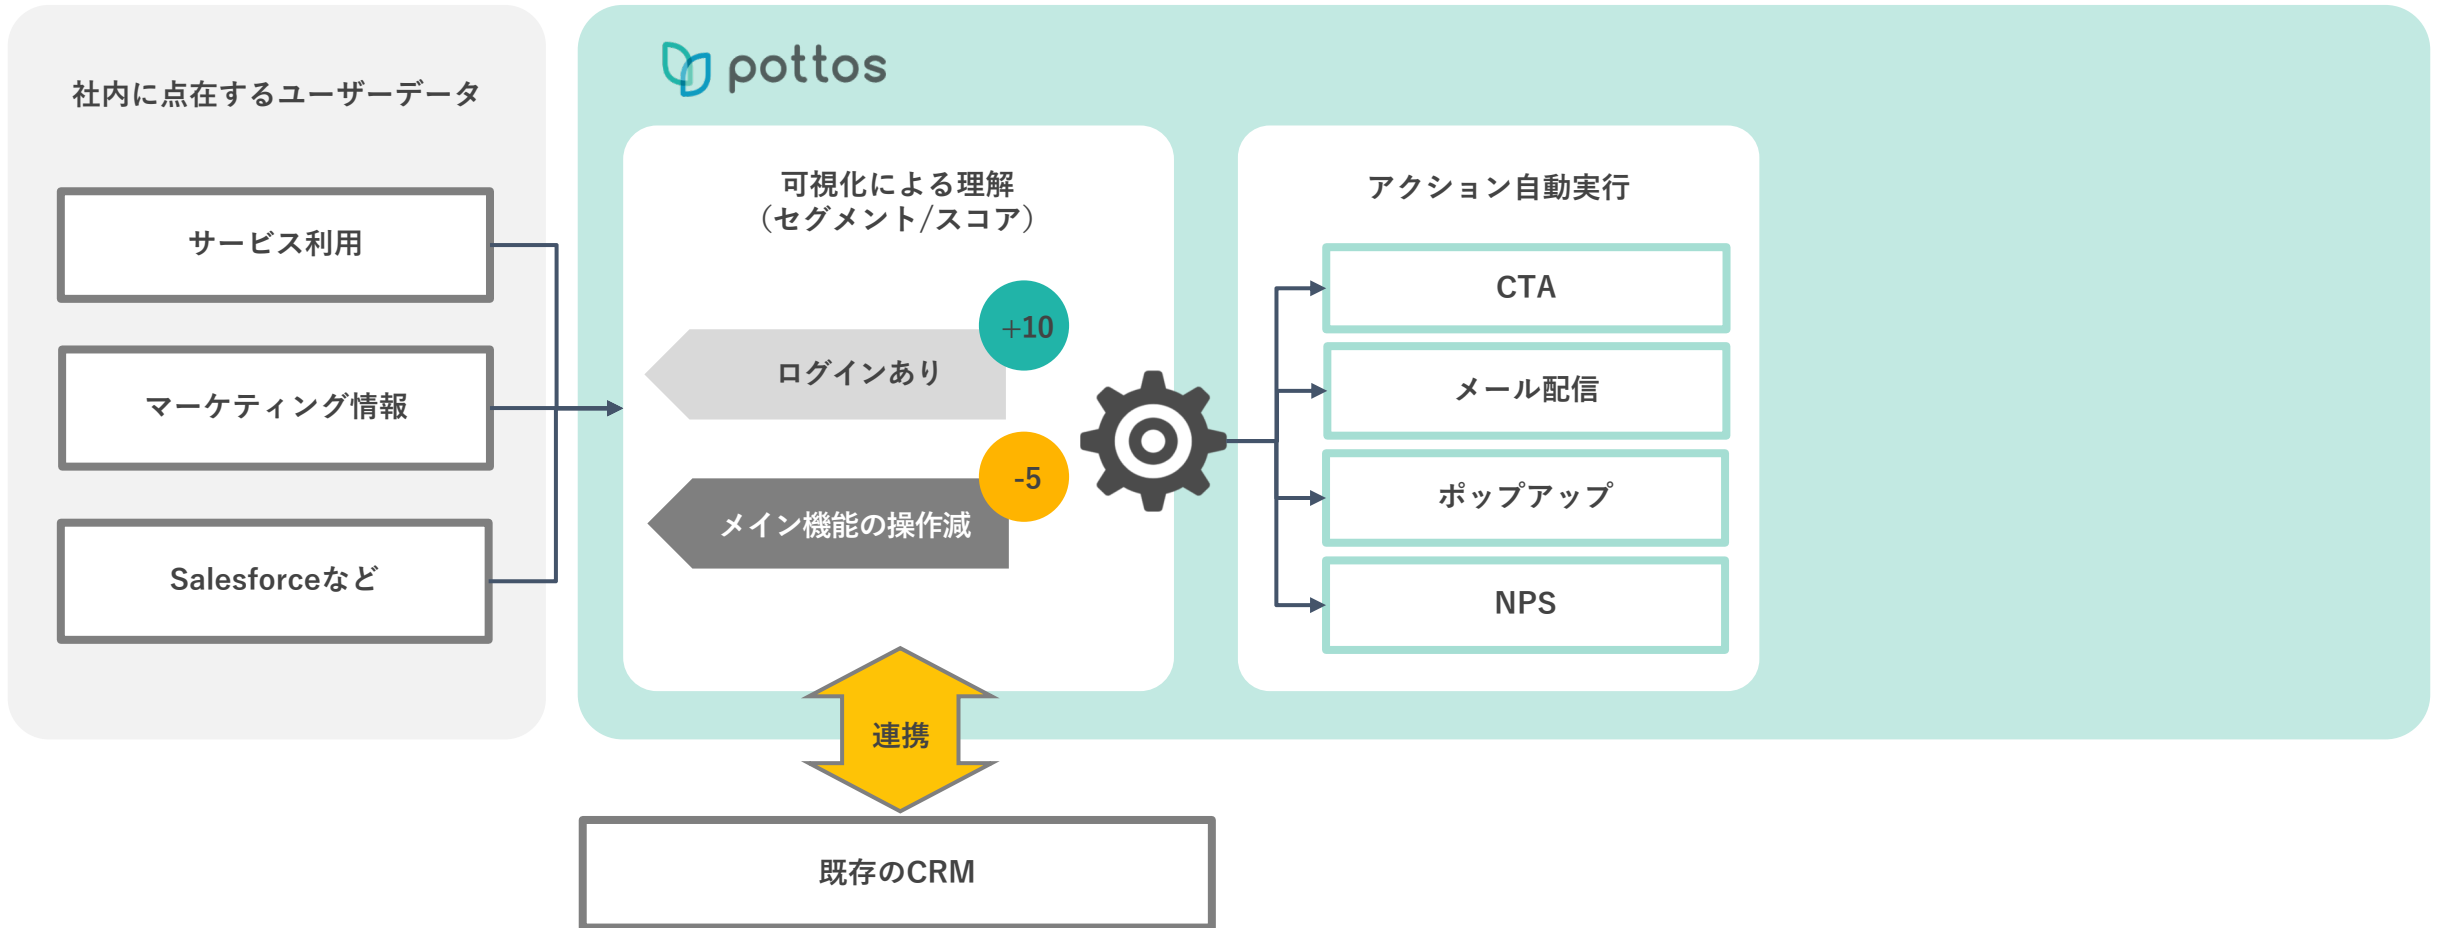 社内に点在するユーザーデータ
サービス利用
マーケティング情報
Salesforceなど
pottos
可視化による理解
（セグメント/スコア）
+10
ログインあり
-5
メイン機能の操作減
アクション自動実行
CTA
メール配信
ポップアップ
NPS
連携
既存のCRM